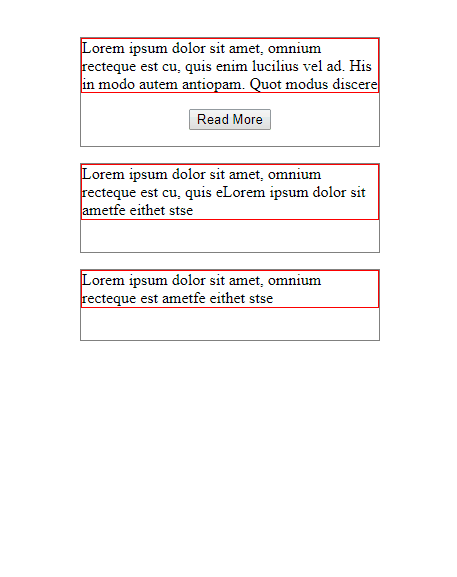 Lorem ipsum dolor sit amet, omnium
recteque est cu, quis enim lucilius vel ad. His
in modo autem antiopam. Quot modus discere
Read More
Lorem ipsum dolor sit amet, omnium
recteque est cu, quis eLorem ipsum dolor sit
ametfe eithet stse
Lorem ipsum dolor sit amet, omnium
recteque est ametfe eithet stse